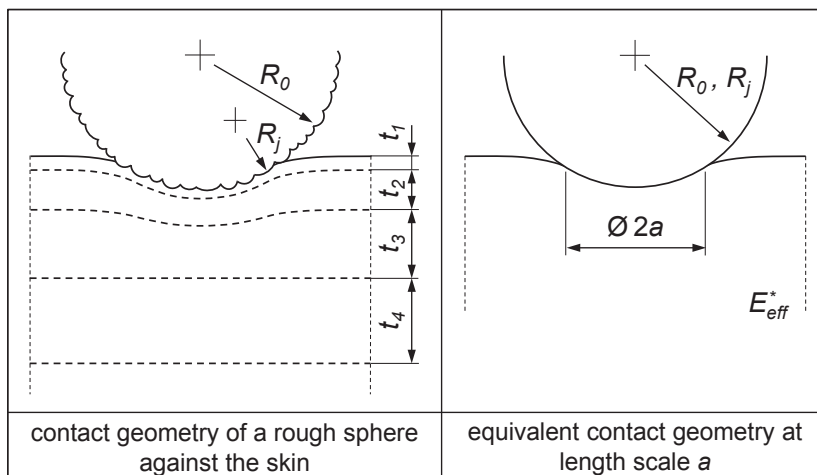 R₀
Rⱼ
t₁
t₂
t₃
t₄
R₀ , Rⱼ
Ø 2a
E*eff
contact geometry of a rough sphere
against the skin
equivalent contact geometry at
length scale a